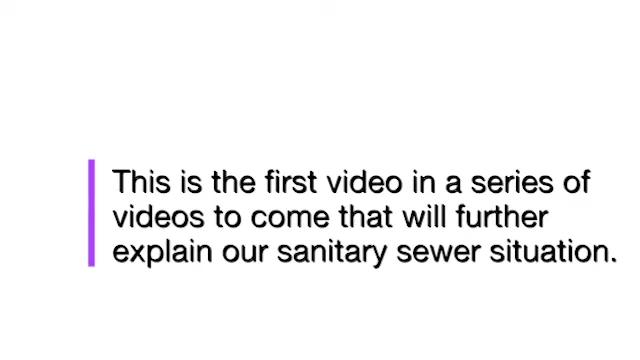 This is the first video in a series of
videos to come that will further
explain our sanitary sewer situation.